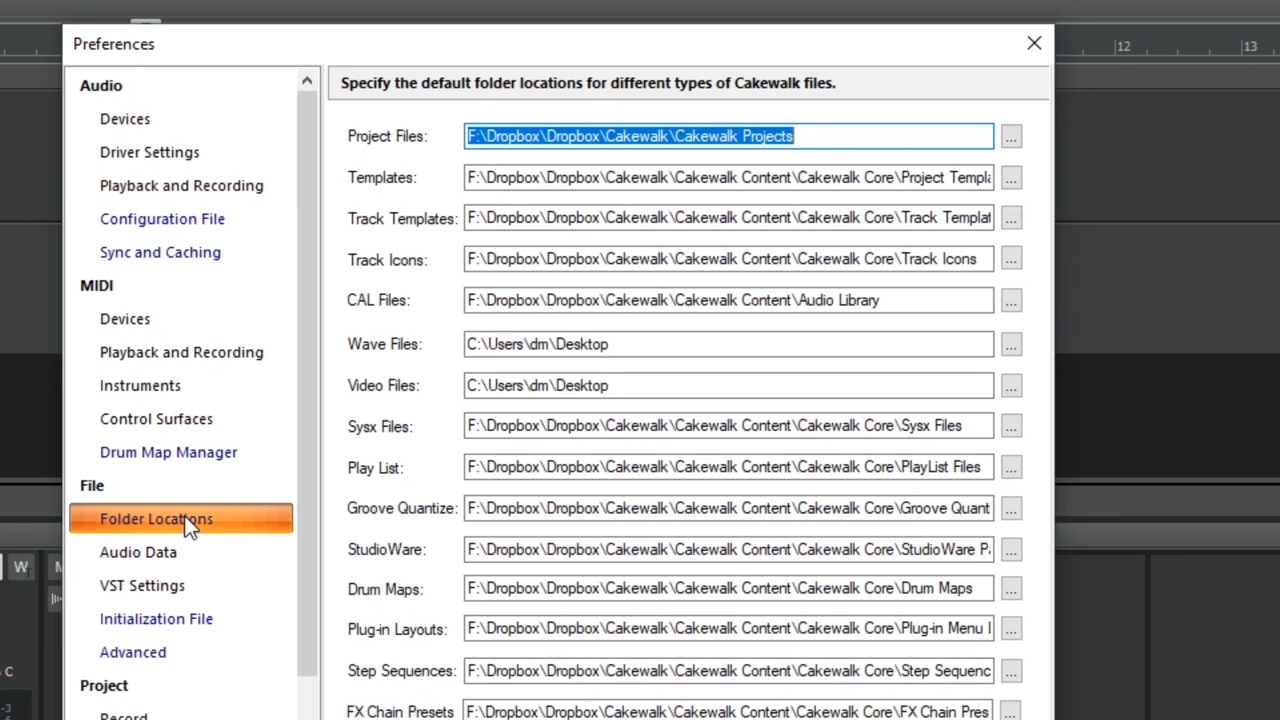 12
13
Preferences
Audio
Devices
Driver Settings
Playback and Recording
Configuration File
Sync and Caching
MIDI
Devices
Playback and Recording
Instruments
Control Surfaces
Drum Map Manager
File
Folder Locations
Audio Data
VST Settings
Initialization File
Advanced
Project
Record
Specify the default folder locations for different types of Cakewalk files.
Project Files: F:\Dropbox\Dropbox\Cakewalk\Cakewalk Projects ...
Templates: F:\Dropbox\Dropbox\Cakewalk\Cakewalk Content\Cakewalk Core\Project Templa ...
Track Templates: F:\Dropbox\Dropbox\Cakewalk\Cakewalk Content\Cakewalk Core\Track Templat ...
Track Icons: F:\Dropbox\Dropbox\Cakewalk\Cakewalk Content\Cakewalk Core\Track Icons ...
CAL Files: F:\Dropbox\Dropbox\Cakewalk\Cakewalk Content\Audio Library ...
Wave Files: C:\Users\dm\Desktop ...
Video Files: C:\Users\dm\Desktop ...
Sysx Files: F:\Dropbox\Dropbox\Cakewalk\Cakewalk Content\Cakewalk Core\Sysx Files ...
Play List: F:\Dropbox\Dropbox\Cakewalk\Cakewalk Content\Cakewalk Core\PlayList Files ...
Groove Quantize: F:\Dropbox\Dropbox\Cakewalk\Cakewalk Content\Cakewalk Core\Groove Quant ...
StudioWare: F:\Dropbox\Dropbox\Cakewalk\Cakewalk Content\Cakewalk Core\StudioWare P ...
Drum Maps: F:\Dropbox\Dropbox\Cakewalk\Cakewalk Content\Cakewalk Core\Drum Maps ...
Plug-in Layouts: F:\Dropbox\Dropbox\Cakewalk\Cakewalk Content\Cakewalk Core\Plug-in Menu ...
Step Sequences: F:\Dropbox\Dropbox\Cakewalk\Cakewalk Content\Cakewalk Core\Step Sequenc ...
FX Chain Presets F:\Dropbox\Dropbox\Cakewalk\Cakewalk Content\Cakewalk Core\FX Chain Pres ...
W
M
C
-3